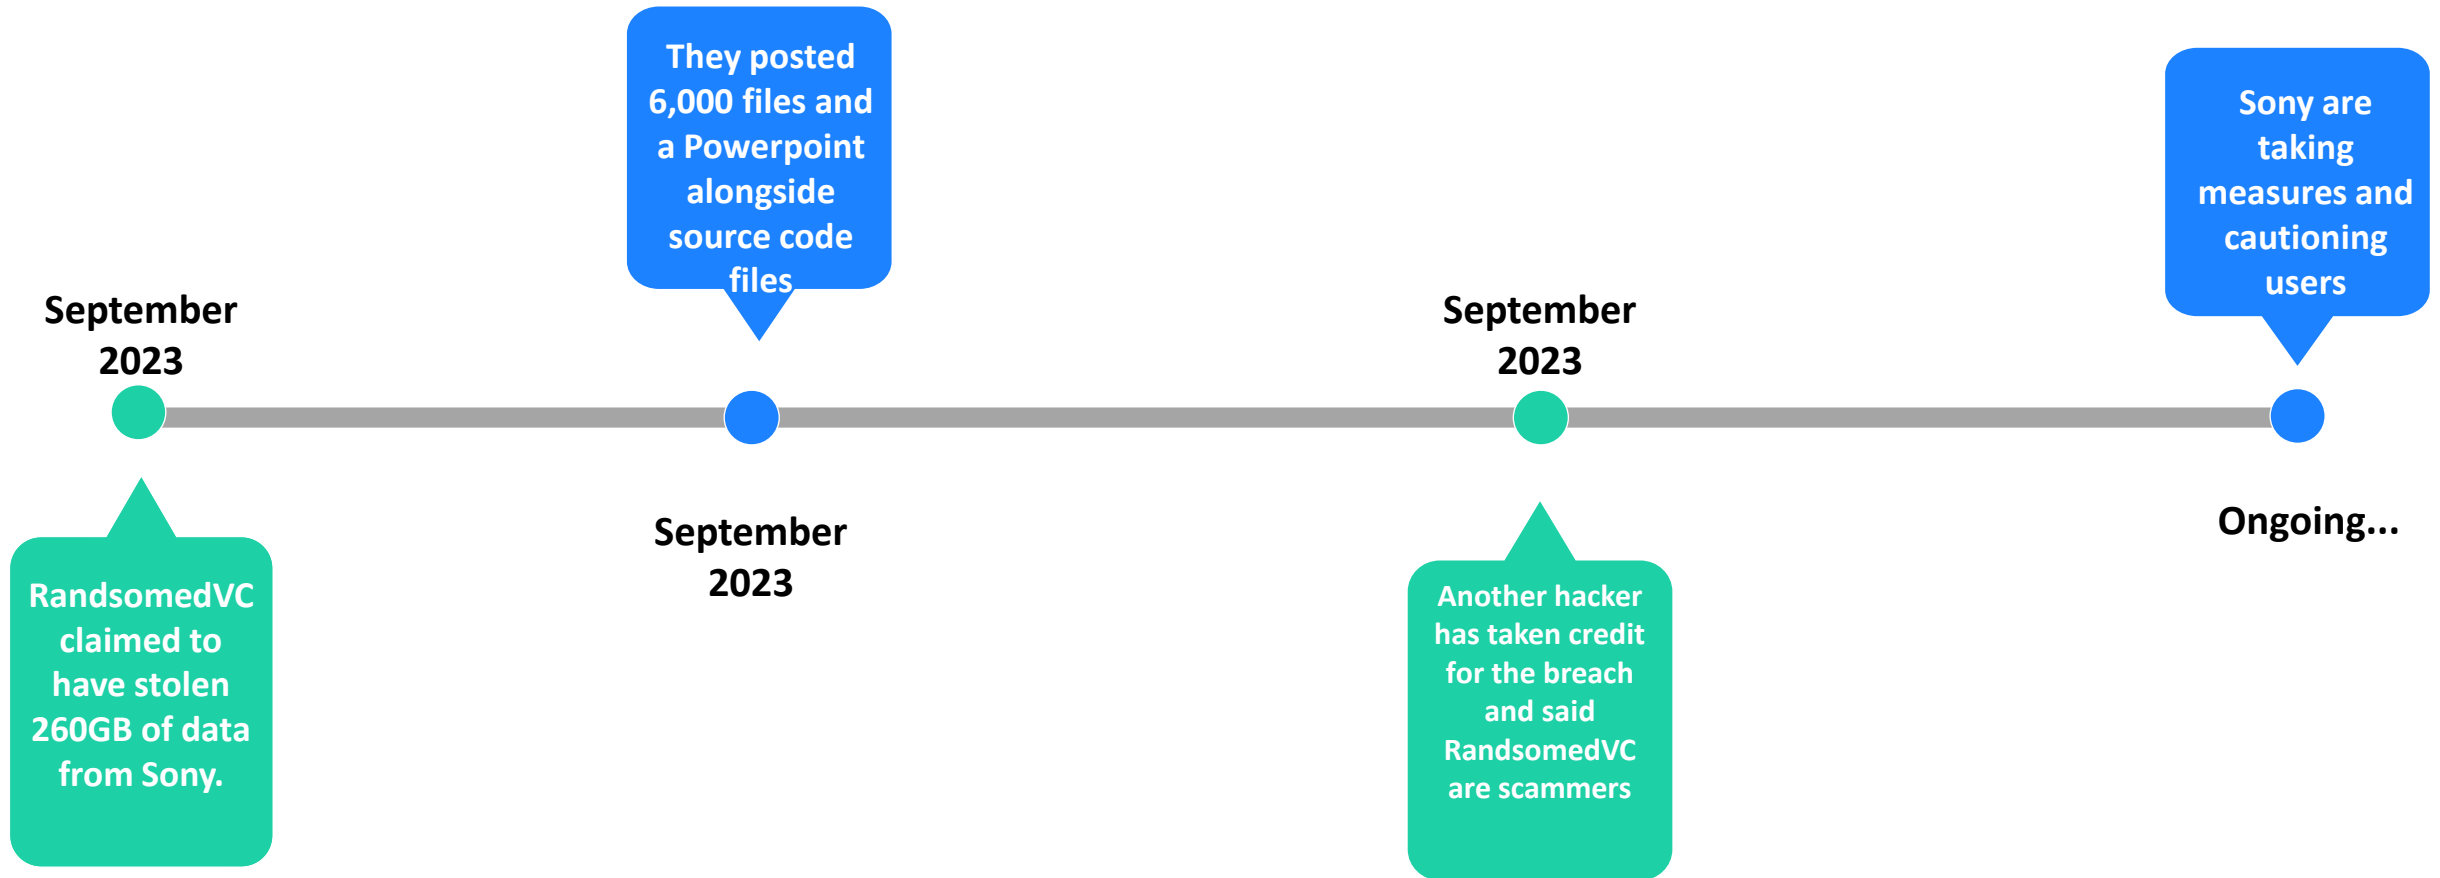 September
2023
RandsomedVC
claimed to
have stolen
260GB of data
from Sony.
They posted
6,000 files and
a Powerpoint
alongside
source code
files
September
2023
September
2023
Another hacker
has taken credit
for the breach
and said
RandsomedVC
are scammers
Sony are
taking
measures and
cautioning
users
Ongoing...